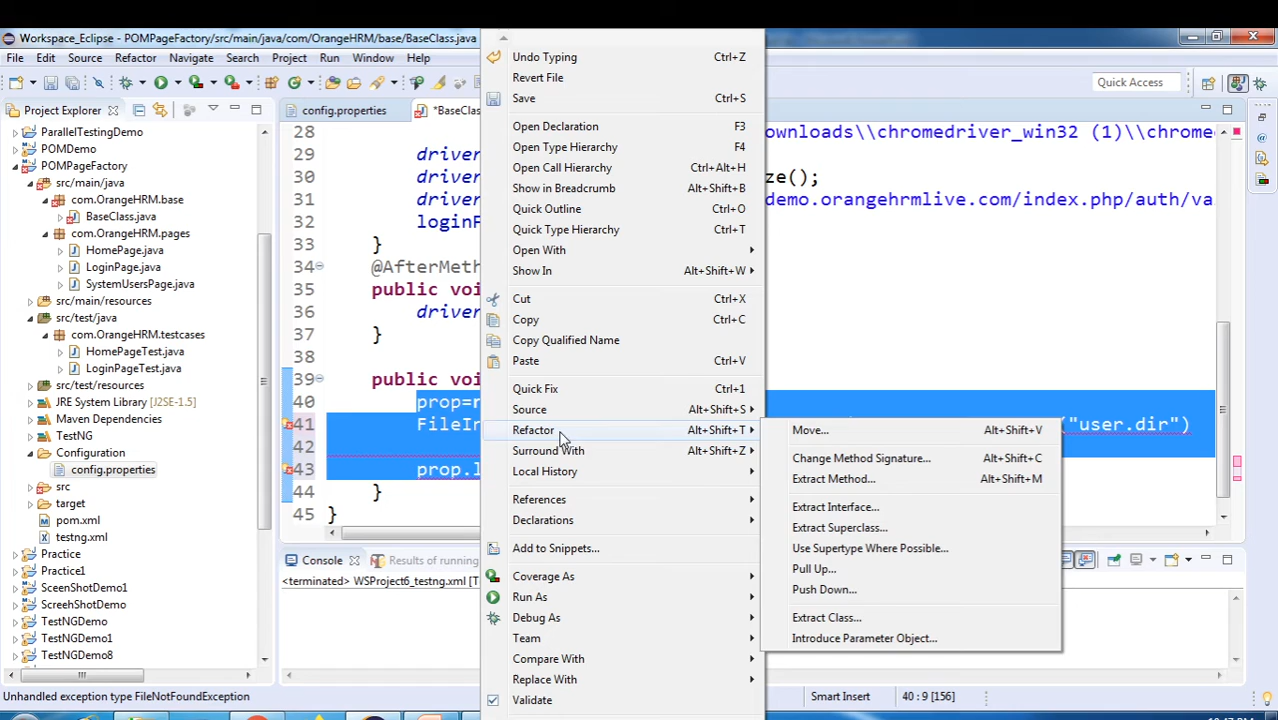 Workspace_Eclipse - POMPageFactory/src/main/java/com/OrangeHRM/base/BaseClass.java
File Edit Source Refactor Navigate Search Project Run Window Help
Quick Access
Project Explorer
ParallelTestingDemo
POMDemo
POMPageFactory
src/main/java
com.OrangeHRM.base
BaseClass.java
com.OrangeHRM.pages
HomePage.java
LoginPage.java
SystemUsersPage.java
src/main/resources
src/test/java
com.OrangeHRM.testcases
HomePageTest.java
LoginPageTest.java
src/test/resources
JRE System Library [J2SE-1.5]
Maven Dependencies
TestNG
Configuration
config.properties
src
target
pom.xml
testng.xml
Practice
Practice1
SceenShotDemo1
ScreehShotDemo
TestNGDemo
TestNGDemo1
TestNGDemo8
config.properties *BaseClas
28 ownloads\\chromedriver_win32 (1)\\chrome
29 driver
30 driver ze();
31 driver demo.orangehrmlive.com/index.php/auth/va
32 loginP
33 }
34 @AfterMeth
35 public voi
36 driver
37 }
38
39 public voi
40 prop=n
41 FileIn ("user.dir")
42
43 prop.l
44 }
45 }
Undo Typing Ctrl+Z
Revert File
Save Ctrl+S
Open Declaration F3
Open Type Hierarchy F4
Open Call Hierarchy Ctrl+Alt+H
Show in Breadcrumb Alt+Shift+B
Quick Outline Ctrl+O
Quick Type Hierarchy Ctrl+T
Open With
Show In Alt+Shift+W
Cut Ctrl+X
Copy Ctrl+C
Copy Qualified Name
Paste Ctrl+V
Quick Fix Ctrl+1
Source Alt+Shift+S
Refactor Alt+Shift+T
Surround With Alt+Shift+Z
Local History
References
Declarations
Add to Snippets...
Coverage As
Run As
Debug As
Team
Compare With
Replace With
Validate
Move... Alt+Shift+V
Change Method Signature... Alt+Shift+C
Extract Method... Alt+Shift+M
Extract Interface...
Extract Superclass...
Use Supertype Where Possible...
Pull Up...
Push Down...
Extract Class...
Introduce Parameter Object...
Console Results of running
<terminated> WSProject6_testng.xml [T
Unhandled exception type FileNotFoundException
Smart Insert
40 : 9 [156]